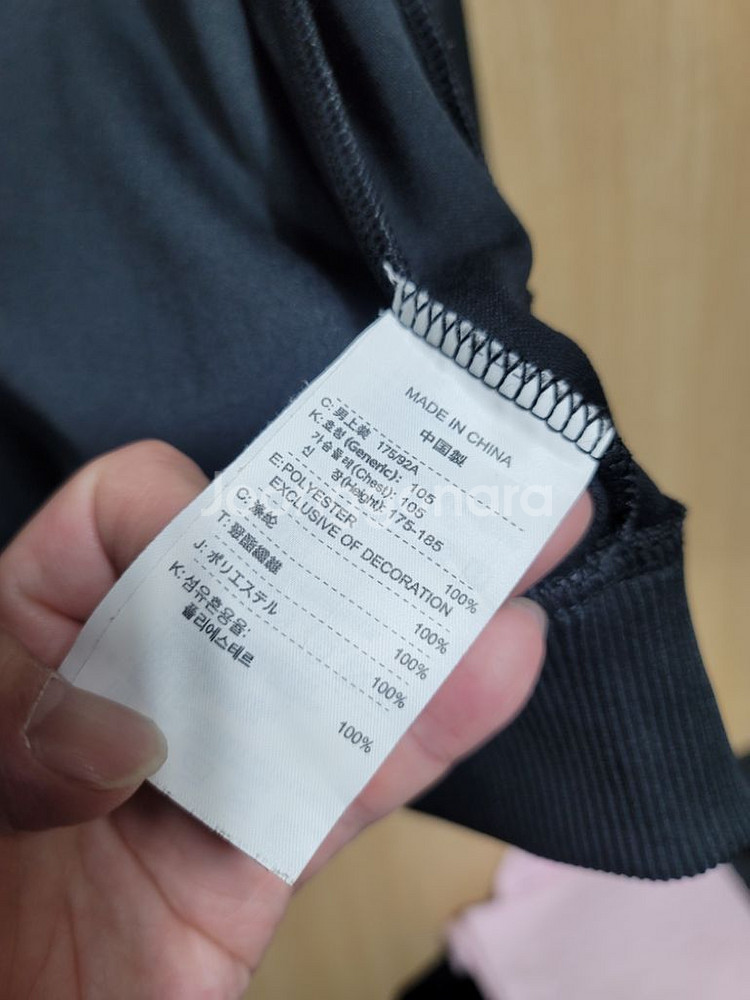 MADE IN CHINA
中国製
C: 男上装 175/92A
K: 호칭 (Generic): 105
가슴둘레(Chest): 105
신 장(Height): 175-185
E: POLYESTER 100%
EXCLUSIVE OF DECORATION
C: 涤纶 100%
T: 聚酯纖維 100%
J: ポリエステル 100%
K: 섬유혼용율:
폴리에스테르 100%
Joonggonara